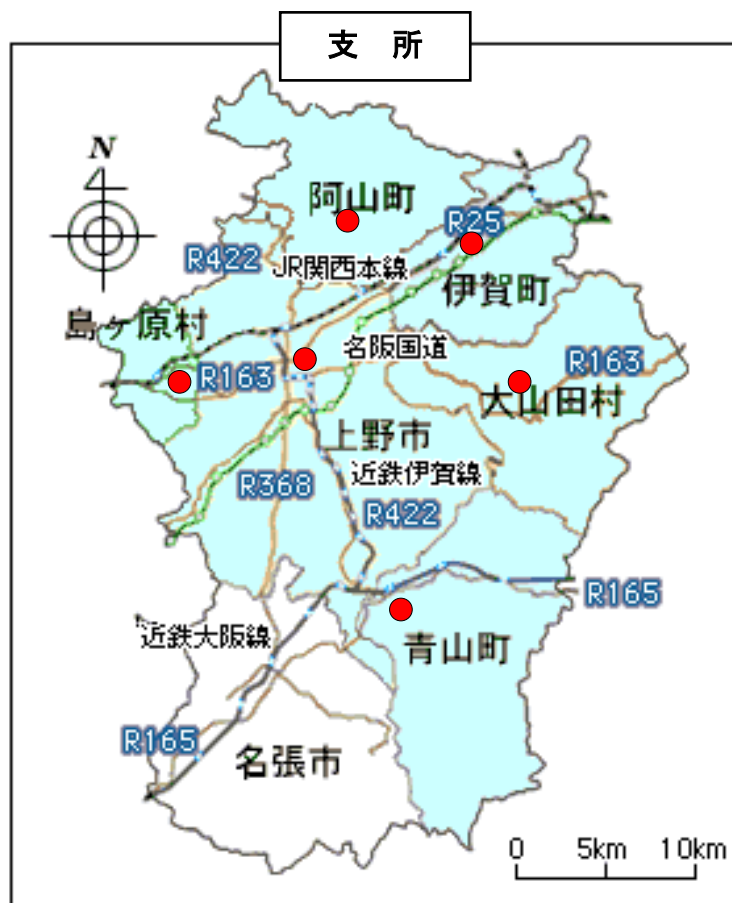 支 所
N
阿山町
R25
R422
JR関西本線
伊賀町
島ヶ原村
名阪国道
R163
R163
大山田村
上野市
近鉄伊賀線
R368
R422
R165
近鉄大阪線
青山町
R165
名張市
0 5km 10km